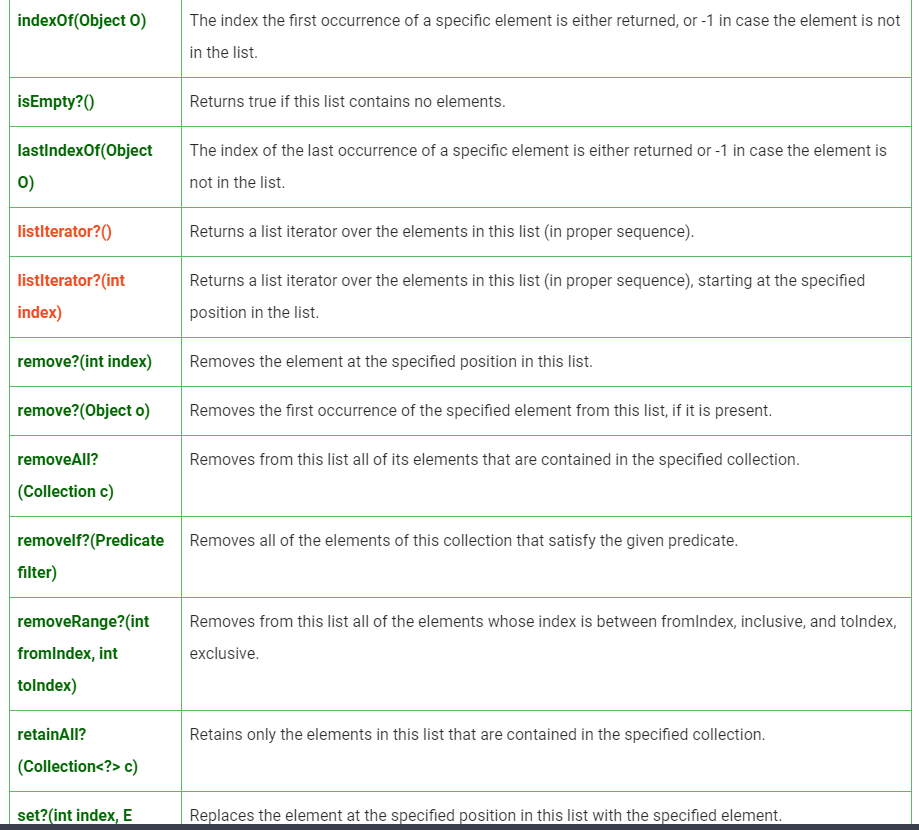 indexOf(Object O)
The index the first occurrence of a specific element is either returned, or -1 in case the element is not
in the list.
isEmpty?()
Returns true if this list contains no elements.
lastIndexOf(Object
O)
The index of the last occurrence of a specific element is either returned or -1 in case the element is
not in the list.
listIterator?()
Returns a list iterator over the elements in this list (in proper sequence).
listIterator?(int
index)
Returns a list iterator over the elements in this list (in proper sequence), starting at the specified
position in the list.
remove?(int index)
Removes the element at the specified position in this list.
remove?(Object o)
Removes the first occurrence of the specified element from this list, if it is present.
removeAll?
(Collection c)
Removes from this list all of its elements that are contained in the specified collection.
removeIf?(Predicate
filter)
Removes all of the elements of this collection that satisfy the given predicate.
removeRange?(int
fromIndex, int
toIndex)
Removes from this list all of the elements whose index is between fromIndex, inclusive, and toIndex,
exclusive.
retainAll?
(Collection<?> c)
Retains only the elements in this list that are contained in the specified collection.
set?(int index, E
Replaces the element at the specified position in this list with the specified element.